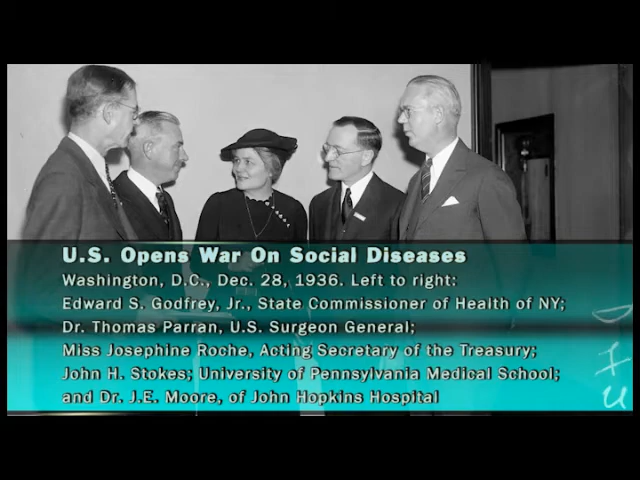 U.S. Opens War On Social Diseases
Washington, D.C., Dec. 28, 1936. Left to right:
Edward S. Godfrey, Jr., State Commissioner of Health of NY;
Dr. Thomas Parran, U.S. Surgeon General;
Miss Josephine Roche, Acting Secretary of the Treasury;
John H. Stokes; University of Pennsylvania Medical School;
and Dr. J.E. Moore, of John Hopkins Hospital